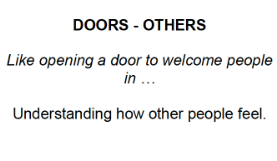 DOORS - OTHERS
Like opening a door to welcome people
in …
Understanding how other people feel.